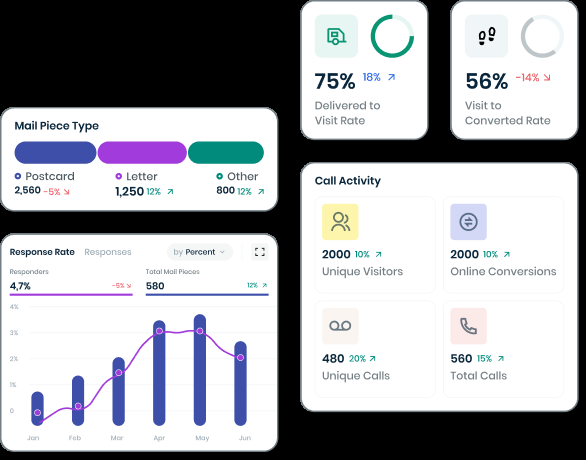 75% 18%
Delivered to
Visit Rate
56% -14%
Visit to
Converted Rate
Mail Piece Type
Postcard
2,560 -5%
Letter
1,250 12%
Other
800 12%
Call Activity
2000 10%
Unique Visitors
2000 10%
Online Conversions
480 20%
Unique Calls
560 15%
Total Calls
Response Rate Responses by Percent
Responders
4,7% -5%
Total Mail Pieces
580 12%
4%
3%
2%
1%
0
Jan Feb Mar Apr May Jun